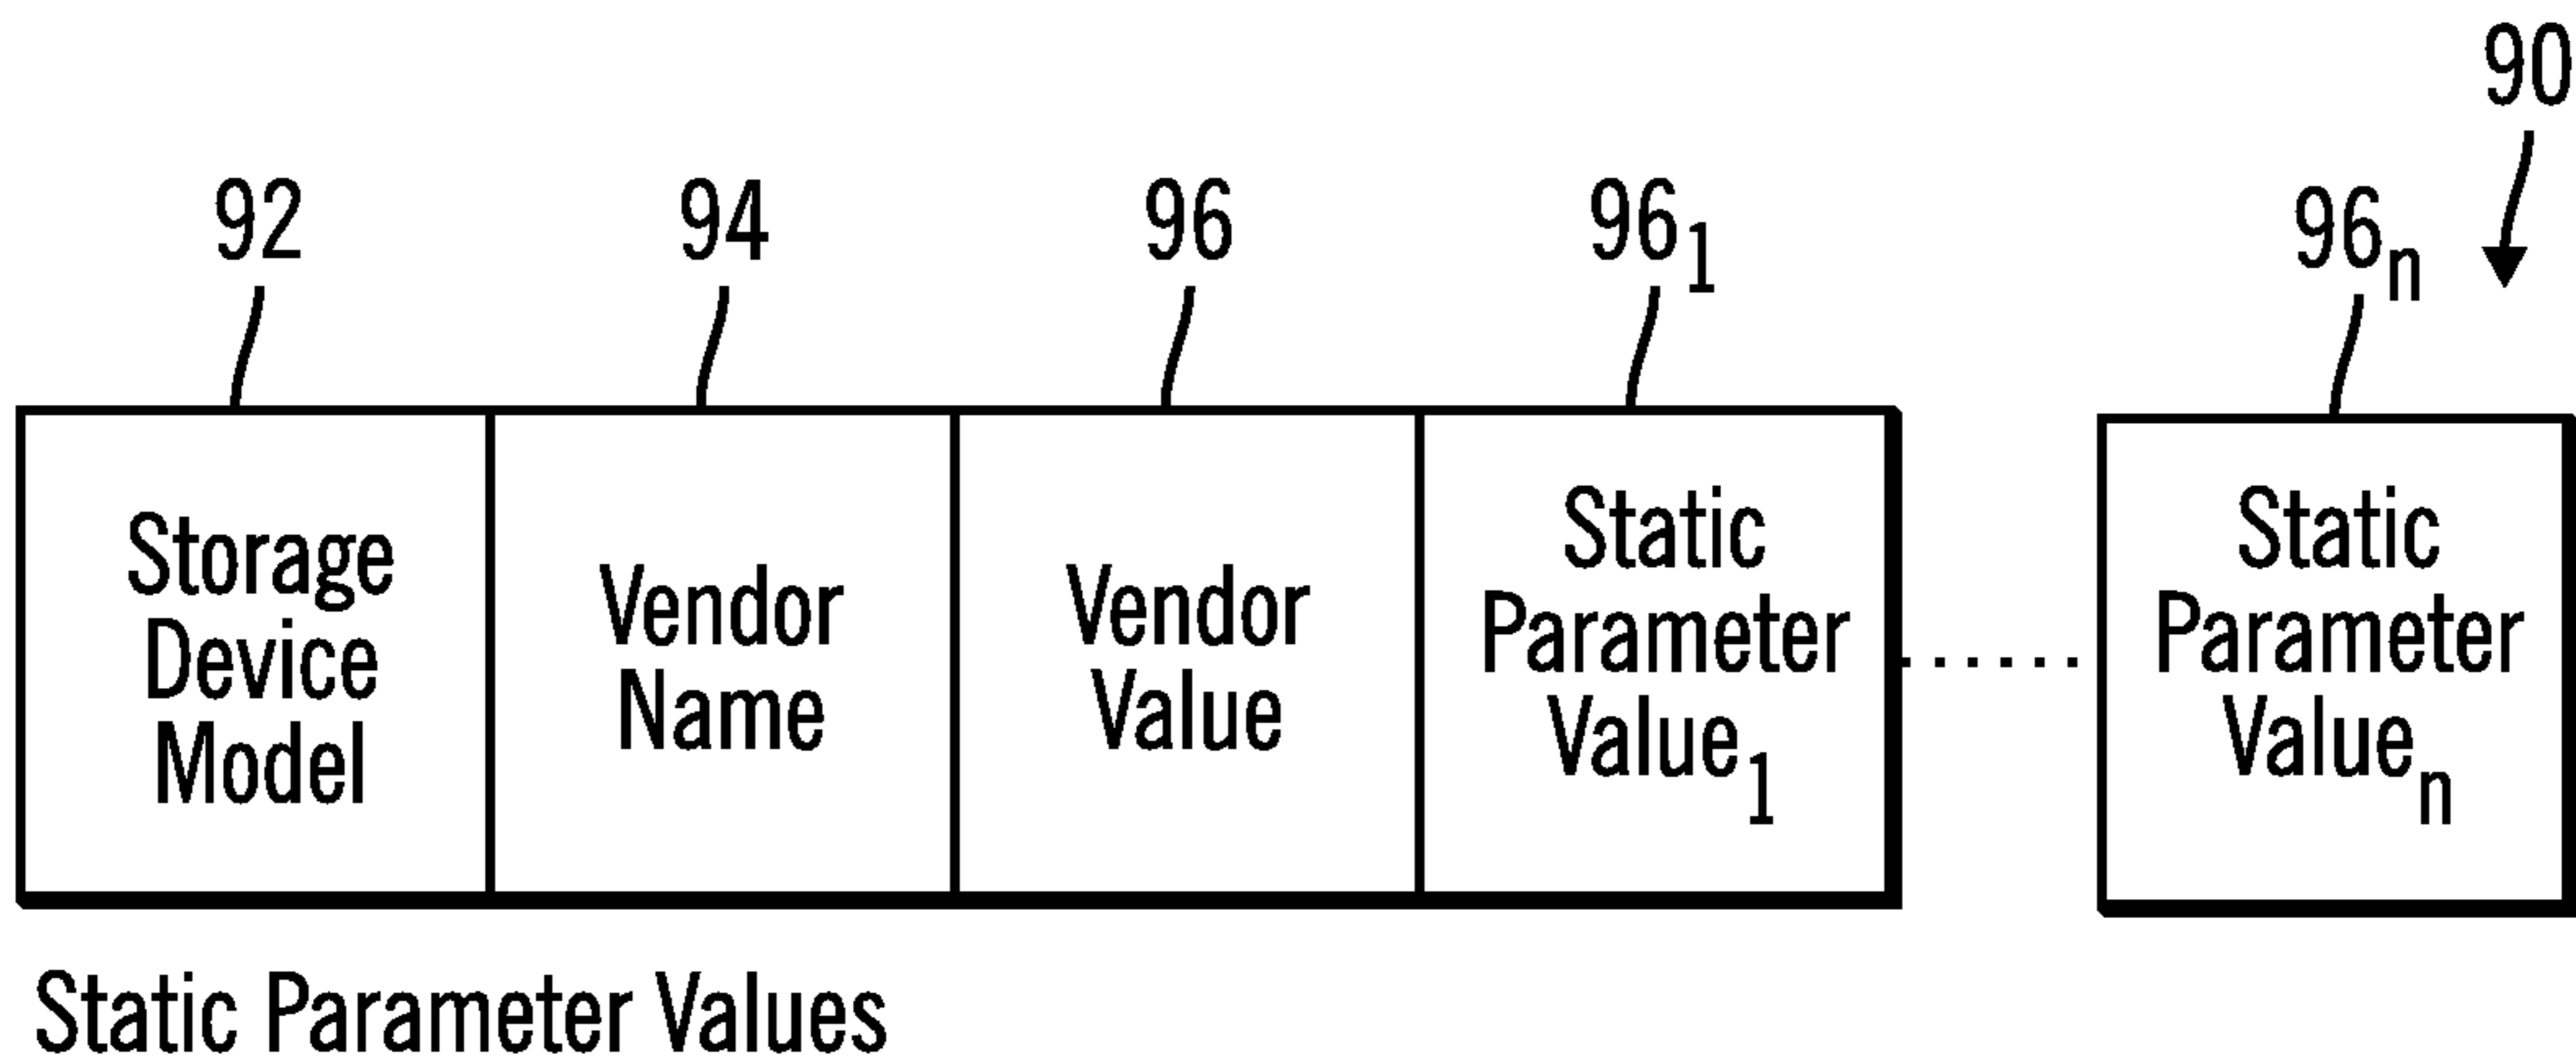 90
92
94
96
96₁
96ₙ
Storage
Device
Model
Vendor
Name
Vendor
Value
Static
Parameter
Value₁
Static
Parameter
Valueₙ
Static Parameter Values